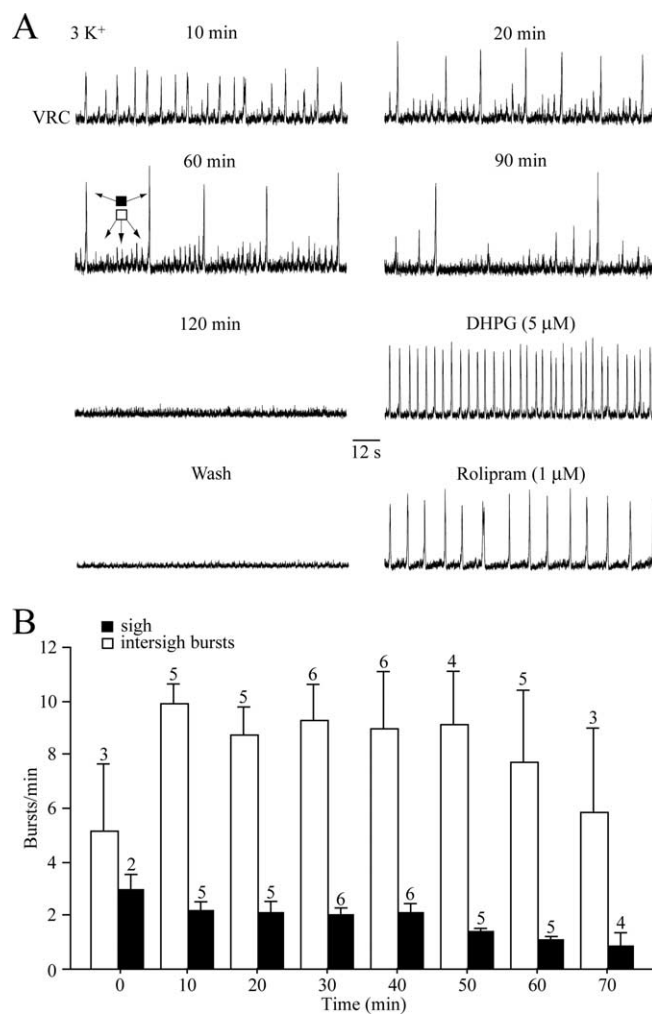 A
3 K+ 10 min 20 min
VRC
60 min 90 min
120 min DHPG (5 µM)
12 s
Wash Rolipram (1 µM)
B
sigh
intersigh bursts
12
10
8
6
4
2
0
Bursts/min
3 5 5 6 6 4 5 3
2 5 5 6 6 5 5 4
0 10 20 30 40 50 60 70
Time (min)